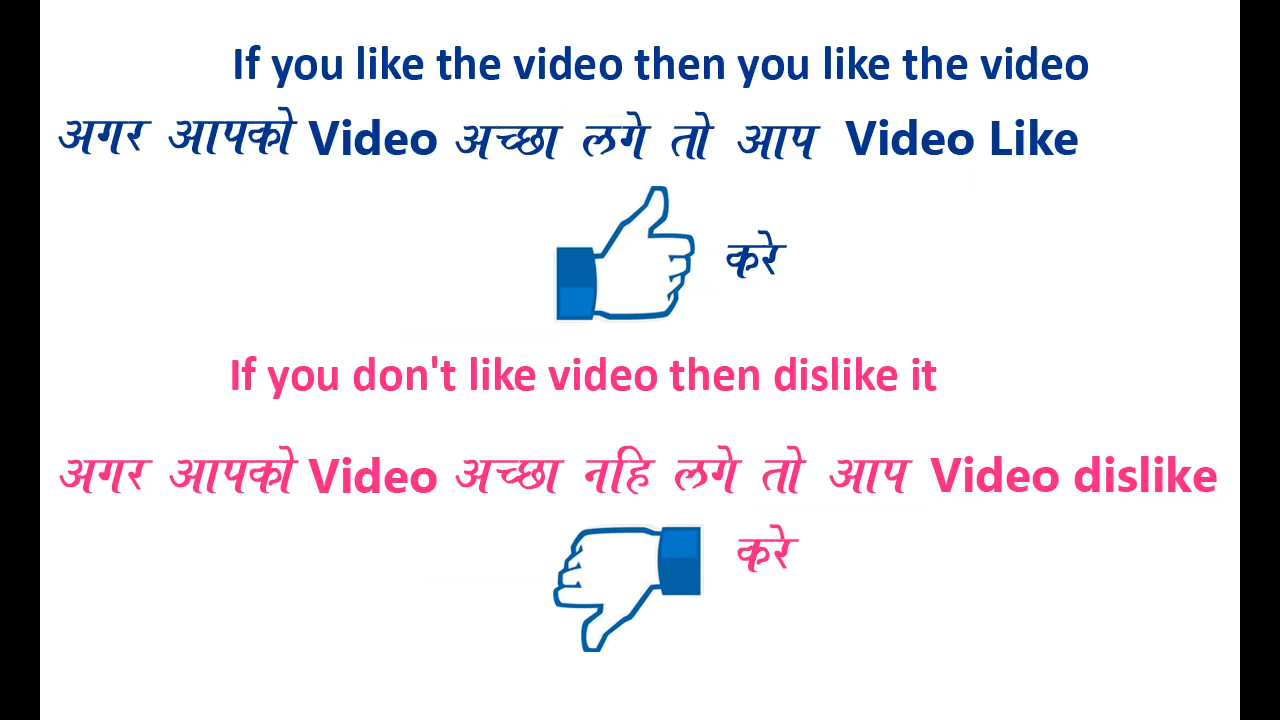 If you like the video then you like the video
अगर आपको Video अच्छा लगे तो आप Video Like
करे
If you don't like video then dislike it
अगर आपको Video अच्छा नहि लगे तो आप Video dislike
करे